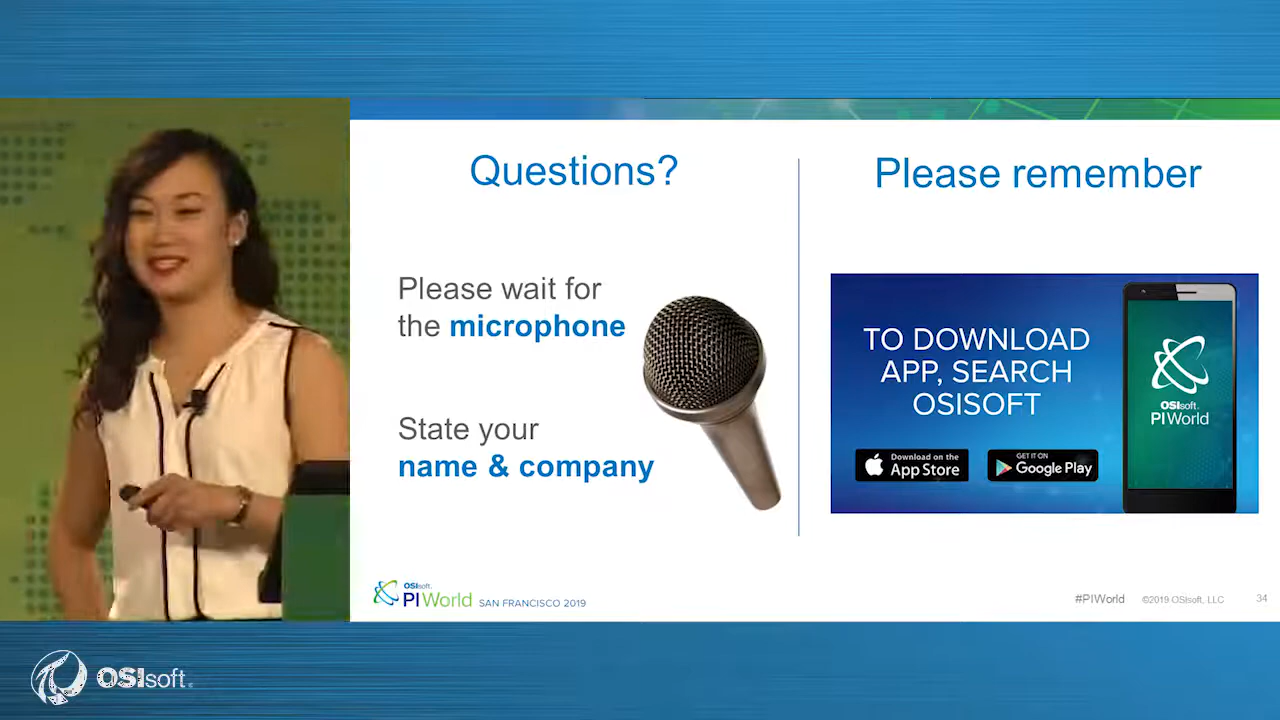 Questions?
Please wait for
the microphone
State your
name & company
Please remember
TO DOWNLOAD
APP, SEARCH
OSISOFT
Download on the
App Store
GET IT ON
Google Play
OSIsoft.
PI World
OSIsoft.
PI World SAN FRANCISCO 2019
#PIWorld ©2019 OSIsoft, LLC 34
OSIsoft.